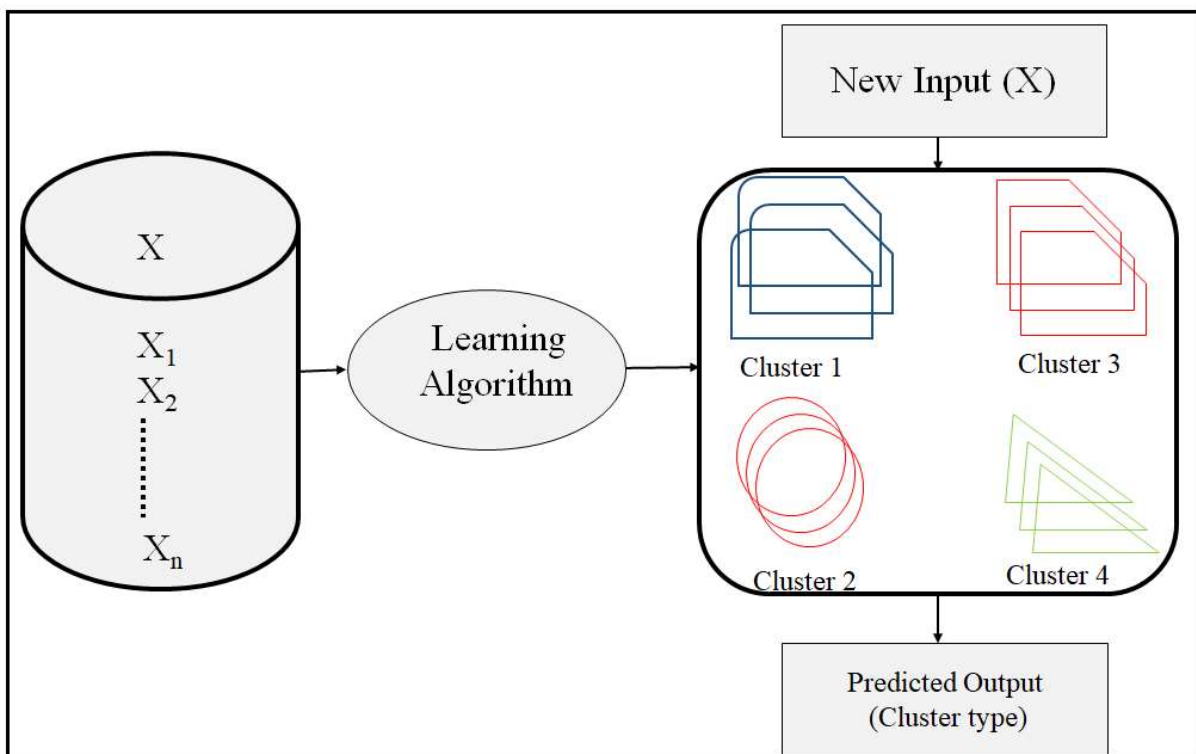 New Input (X)
X
X₁
X₂
Xₙ
Learning
Algorithm
Cluster 1
Cluster 3
Cluster 2
Cluster 4
Predicted Output
(Cluster type)